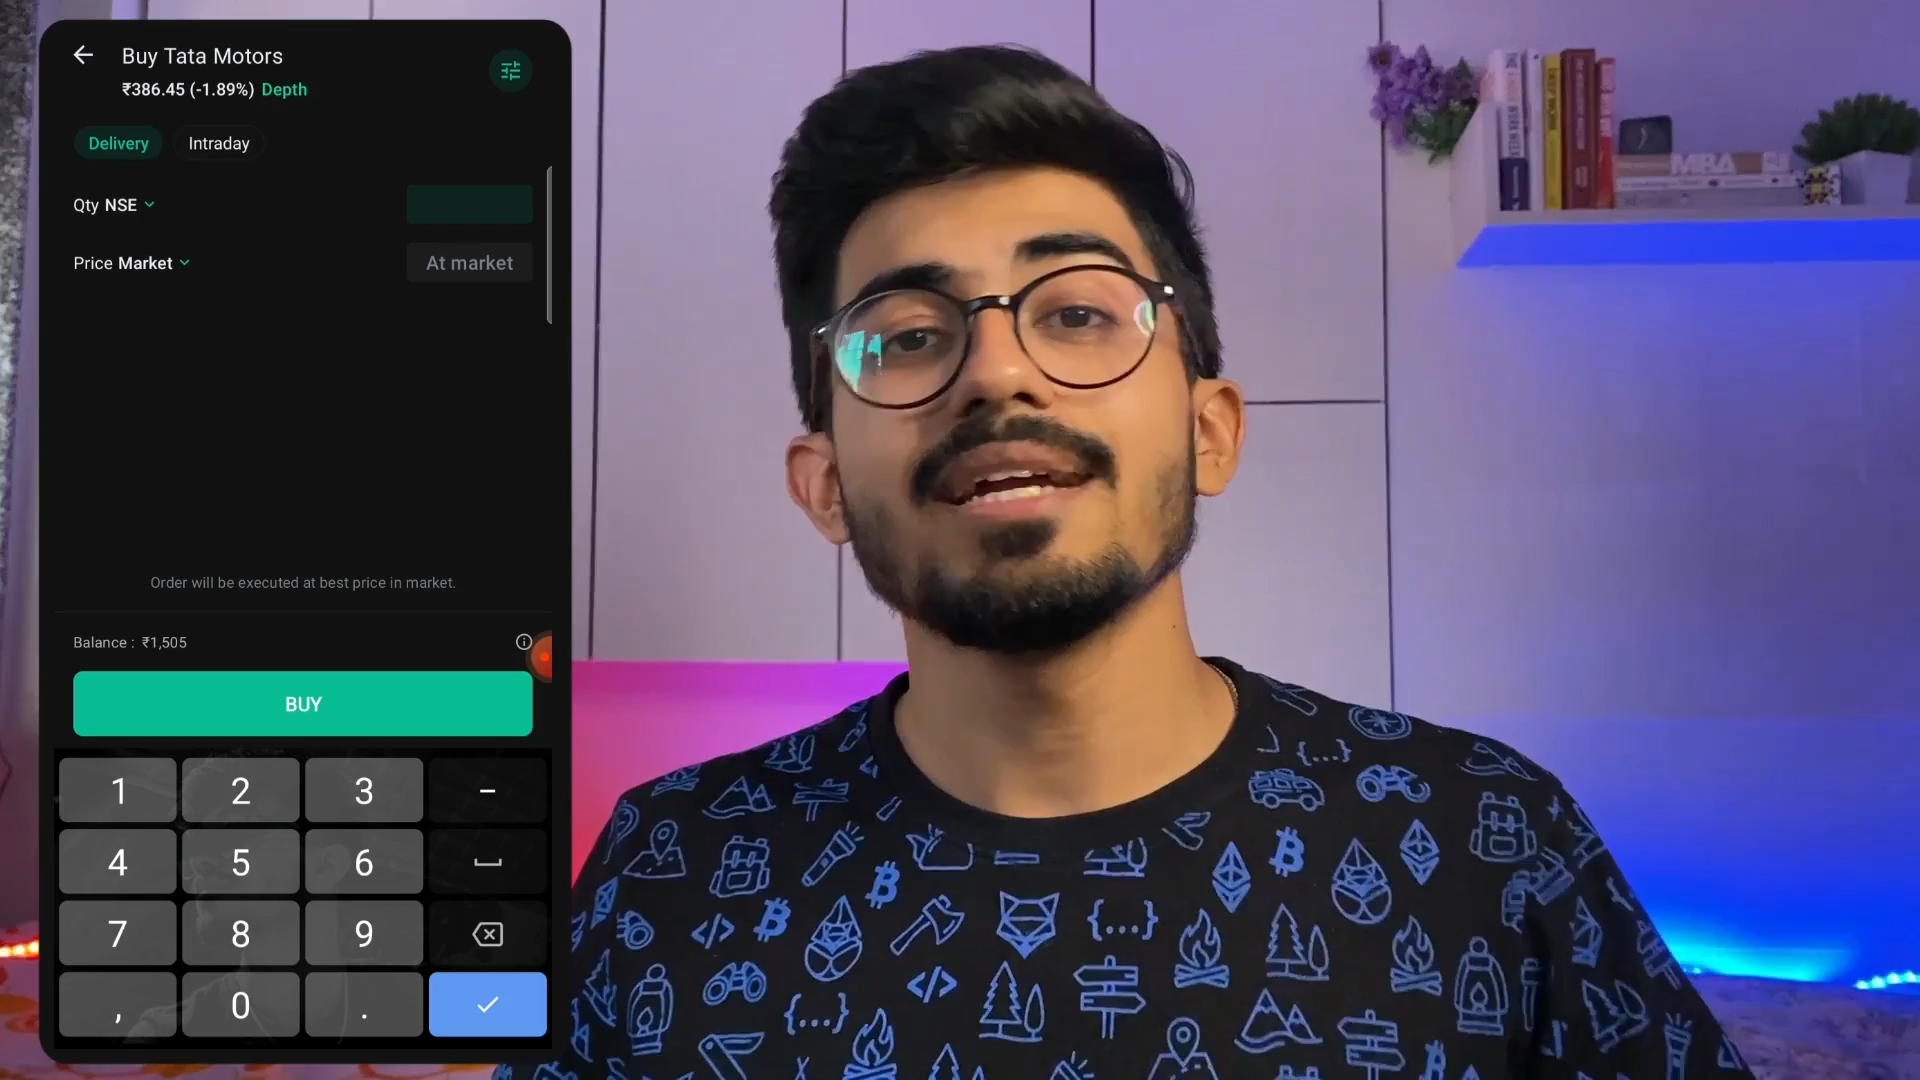 Buy Tata Motors
₹386.45 (-1.89%) Depth
Delivery Intraday
Qty NSE
Price Market At market
Order will be executed at best price in market.
Balance : ₹1,505
BUY
1 2 3 -
4 5 6
7 8 9
, 0 .
MBA